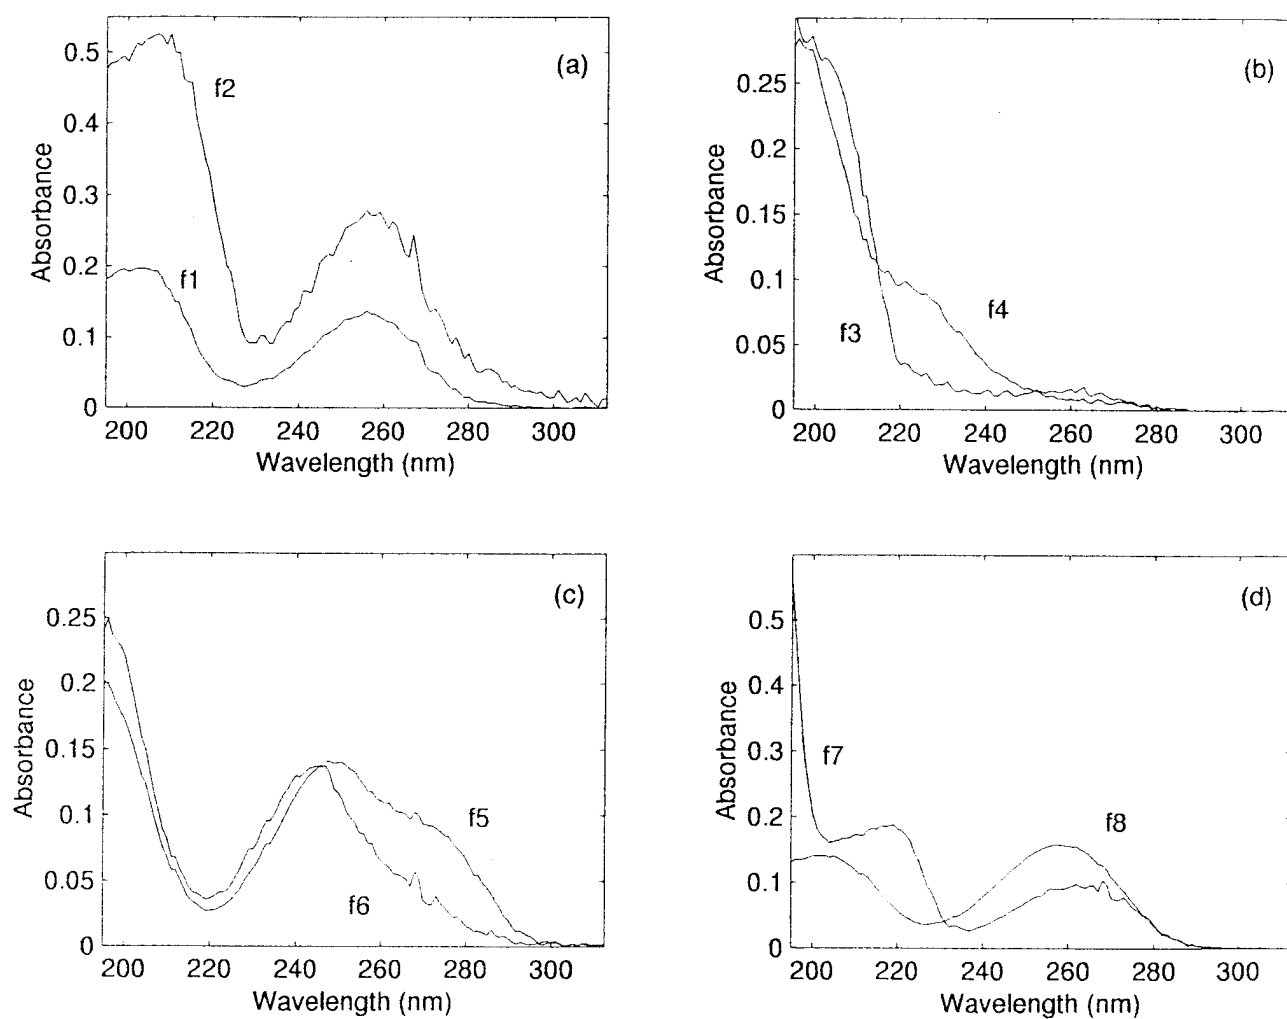 (a)
f2
f1
0.5
0.4
0.3
0.2
0.1
0
Absorbance
200 220 240 260 280 300
Wavelength (nm)
(b)
f4
f3
0.25
0.2
0.15
0.1
0.05
0
Absorbance
200 220 240 260 280 300
Wavelength (nm)
(c)
f5
f6
0.25
0.2
0.15
0.1
0.05
0
Absorbance
200 220 240 260 280 300
Wavelength (nm)
(d)
f7
f8
0.5
0.4
0.3
0.2
0.1
0
Absorbance
200 220 240 260 280 300
Wavelength (nm)